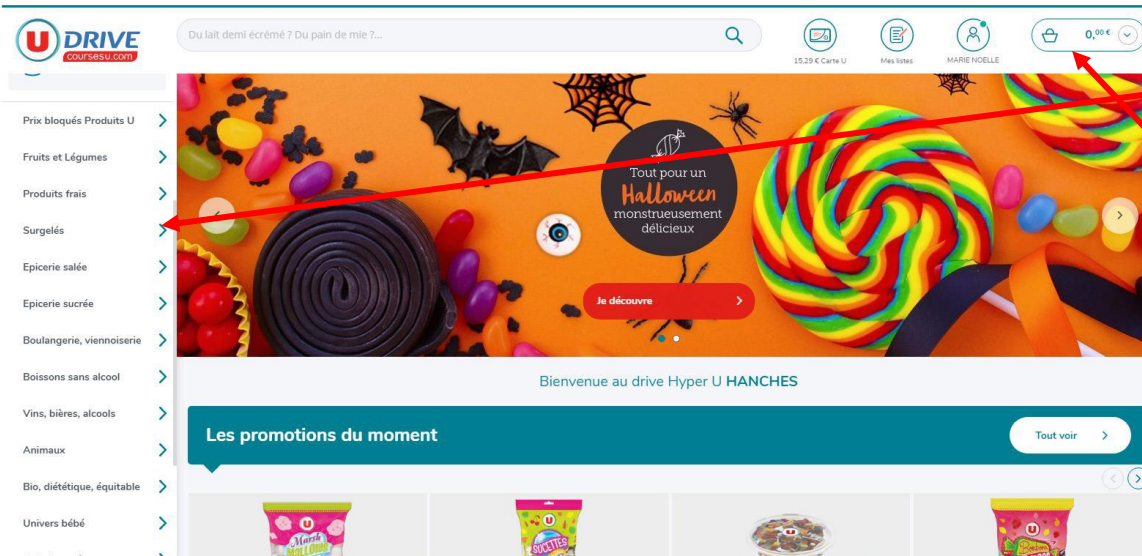 U DRIVE
coursesu.com
Du lait demi écrémé ? Du pain de mie ?...
15,29 € Carte U
Mes listes
MARIE NOELLE
0,00 €
Prix bloqués Produits U
Fruits et Légumes
Produits frais
Surgelés
Epicerie salée
Epicerie sucrée
Boulangerie, viennoiserie
Boissons sans alcool
Vins, bières, alcools
Animaux
Bio, diététique, équitable
Univers bébé
Tout pour un
Halloween
monstrueusement
délicieux
Je découvre
Bienvenue au drive Hyper U HANCHES
Les promotions du moment
Tout voir
U
Marsh
MALLOWS
U
SUCETTES
U
U